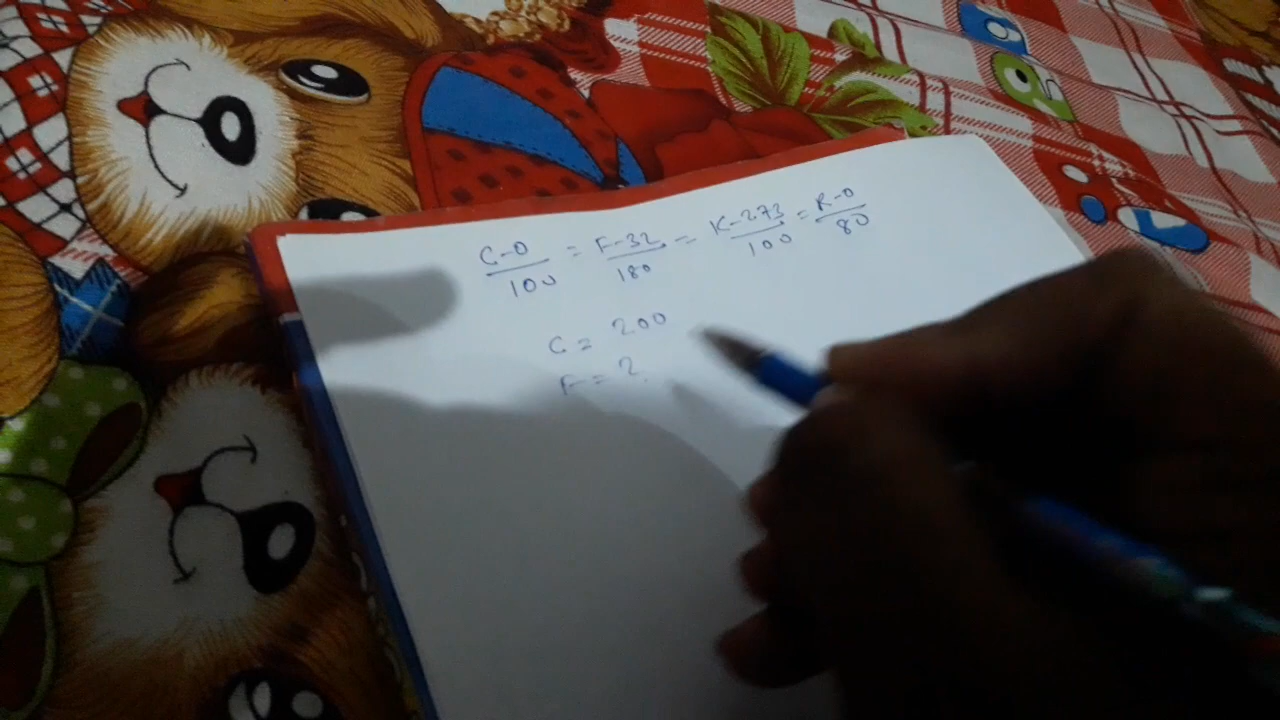 C-0/100 = F-32/180 = K-273/100 = R-0/80
C = 200
F = ?